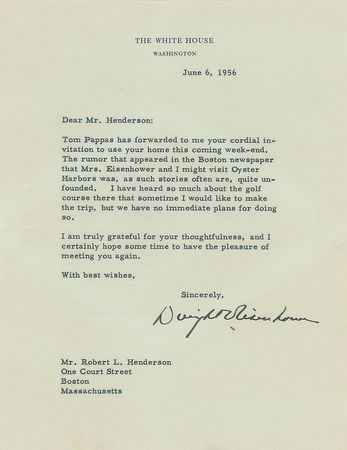 THE WHITE HOUSE
WASHINGTON
June 6, 1956
Dear Mr. Henderson:
Tom Pappas has forwarded to me your cordial in-
vitation to use your home this coming week-end.
The rumor that appeared in the Boston newspaper
that Mrs. Eisenhower and I might visit Oyster
Harbors was, as such stories often are, quite un-
founded. I have heard so much about the golf
course there that sometime I would like to make
the trip, but we have no immediate plans for doing
so.
I am truly grateful for your thoughtfulness, and I
certainly hope some time to have the pleasure of
meeting you again.
With best wishes,
Sincerely,
Dwight D Eisenhower
Mr. Robert L. Henderson
One Court Street
Boston
Massachusetts